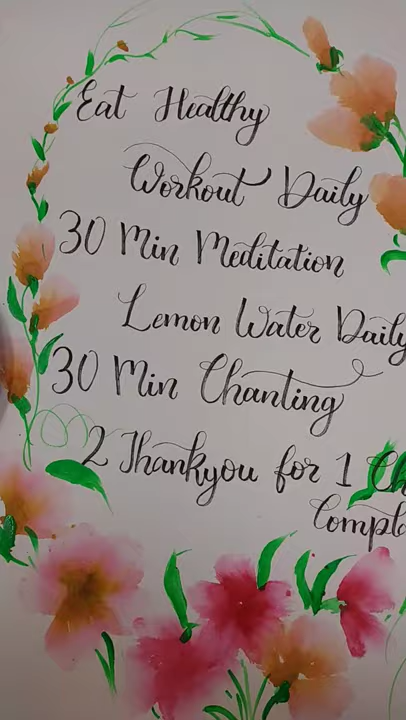 Eat Healthy
Workout Daily
30 Min Meditation
Lemon Water Daily
30 Min Chanting
2 Thankyou for 1